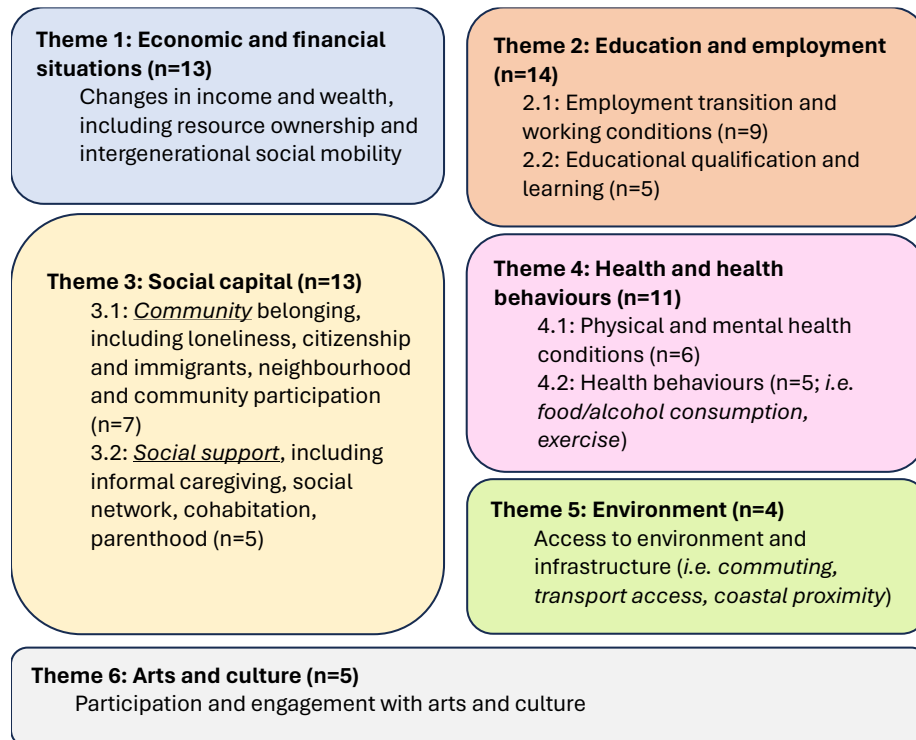 Theme 1: Economic and financial
situations (n=13)
Changes in income and wealth,
including resource ownership and
intergenerational social mobility
Theme 2: Education and employment
(n=14)
2.1: Employment transition and
working conditions (n=9)
2.2: Educational qualification and
learning (n=5)
Theme 3: Social capital (n=13)
3.1: Community belonging,
including loneliness, citizenship
and immigrants, neighbourhood
and community participation
(n=7)
3.2: Social support, including
informal caregiving, social
network, cohabitation,
parenthood (n=5)
Theme 4: Health and health
behaviours (n=11)
4.1: Physical and mental health
conditions (n=6)
4.2: Health behaviours (n=5; i.e.
food/alcohol consumption,
exercise)
Theme 5: Environment (n=4)
Access to environment and
infrastructure (i.e. commuting,
transport access, coastal proximity)
Theme 6: Arts and culture (n=5)
Participation and engagement with arts and culture